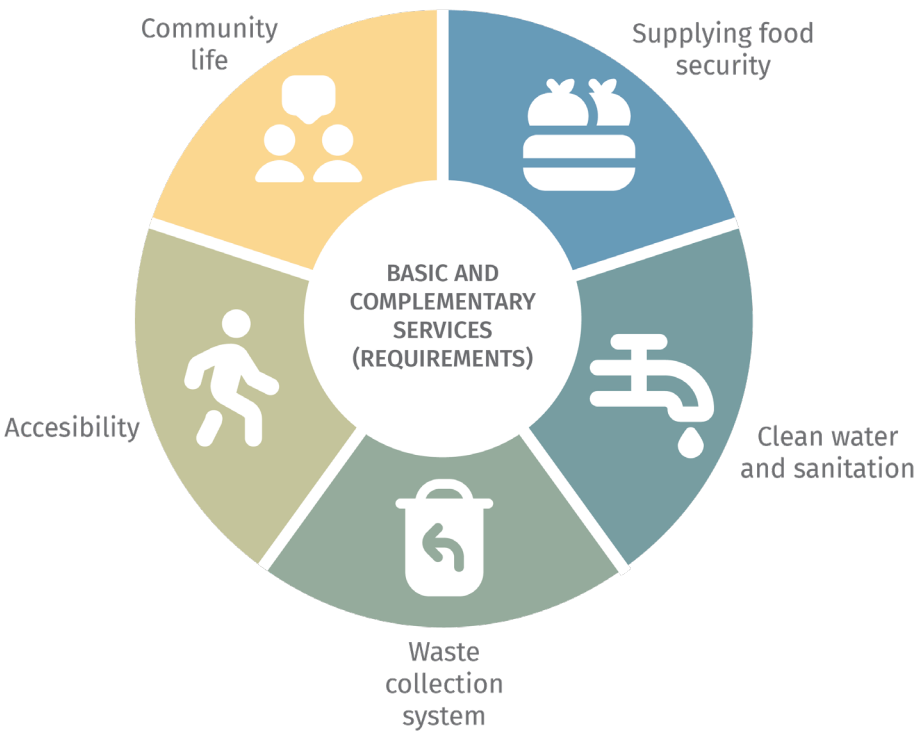 Community
life
Supplying food
security
BASIC AND
COMPLEMENTARY
SERVICES
(REQUIREMENTS)
Accesibility
Clean water
and sanitation
Waste
collection
system